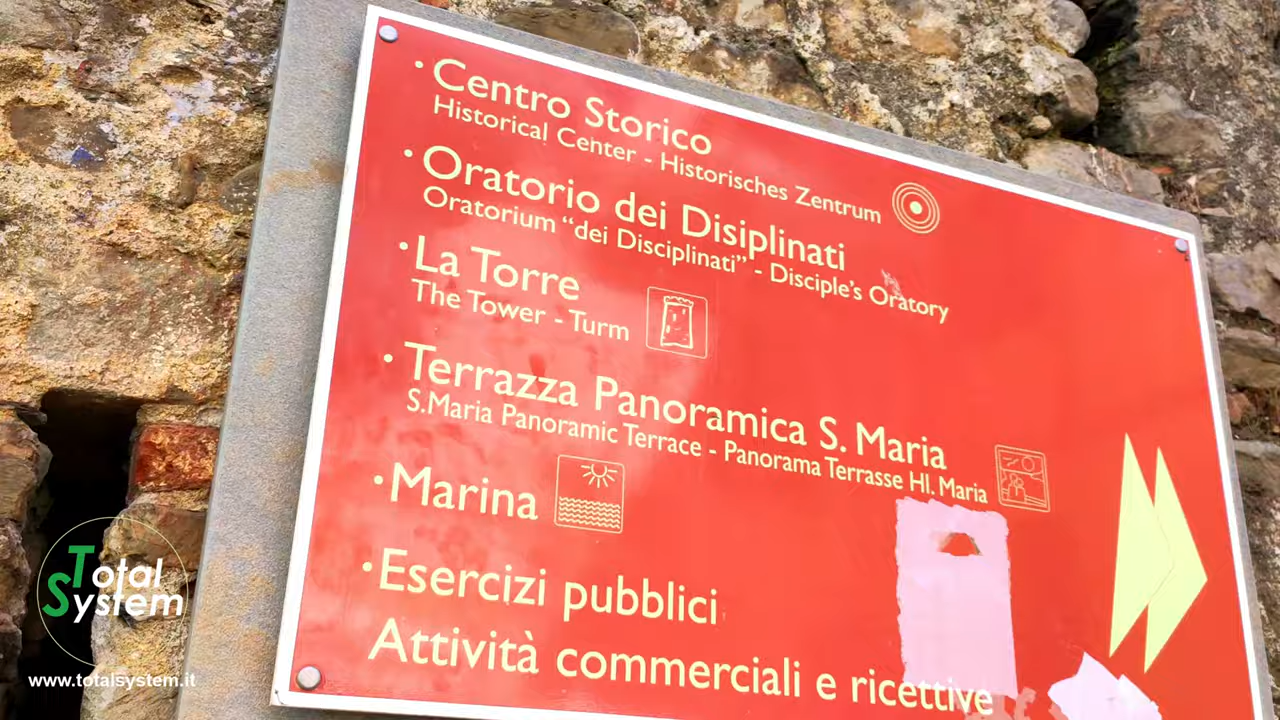 • Centro Storico
Historical Center - Historisches Zentrum
• Oratorio dei Disiplinati
Oratorium “dei Disciplinati” - Disciple's Oratory
• La Torre
The Tower - Turm
• Terrazza Panoramica S. Maria
S.Maria Panoramic Terrace - Panorama Terrasse Hl. Maria
• Marina
• Esercizi pubblici
Attività commerciali e ricettive
Total
System
www.totalsystem.it